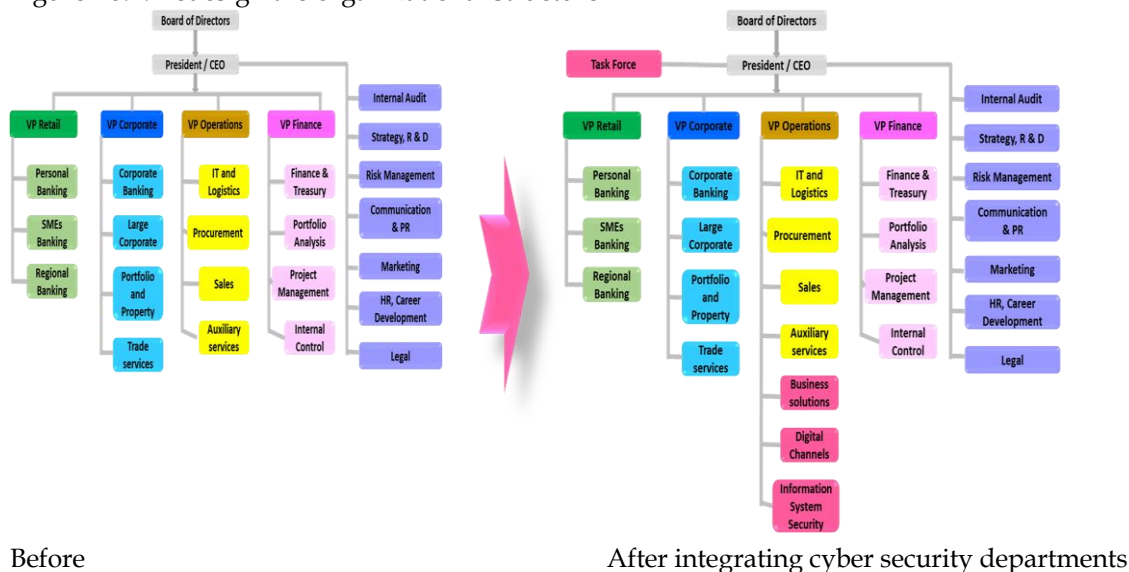 Figure the organizational structure
Board of Directors
President / CEO
VP Retail
VP Corporate
VP Operations
VP Finance
Personal
Banking
SMEs
Banking
Regional
Banking
Corporate
Banking
Large
Corporate
Portfolio
and
Property
Trade
services
IT and
Logistics
Procurement
Sales
Auxiliary
services
Finance &
Treasury
Portfolio
Analysis
Project
Management
Internal
Control
Internal Audit
Strategy, R & D
Risk Management
Communication
& PR
Marketing
HR, Career
Development
Legal
Board of Directors
Task Force
President / CEO
VP Retail
VP Corporate
VP Operations
VP Finance
Personal
Banking
SMEs
Banking
Regional
Banking
Corporate
Banking
Large
Corporate
Portfolio
and
Property
Trade
services
IT and
Logistics
Procurement
Sales
Auxiliary
services
Business
solutions
Digital
Channels
Information
System
Security
Finance &
Treasury
Portfolio
Analysis
Project
Management
Internal
Control
Internal Audit
Strategy, R & D
Risk Management
Communication
& PR
Marketing
HR, Career
Development
Legal
Before
After integrating cyber security departments